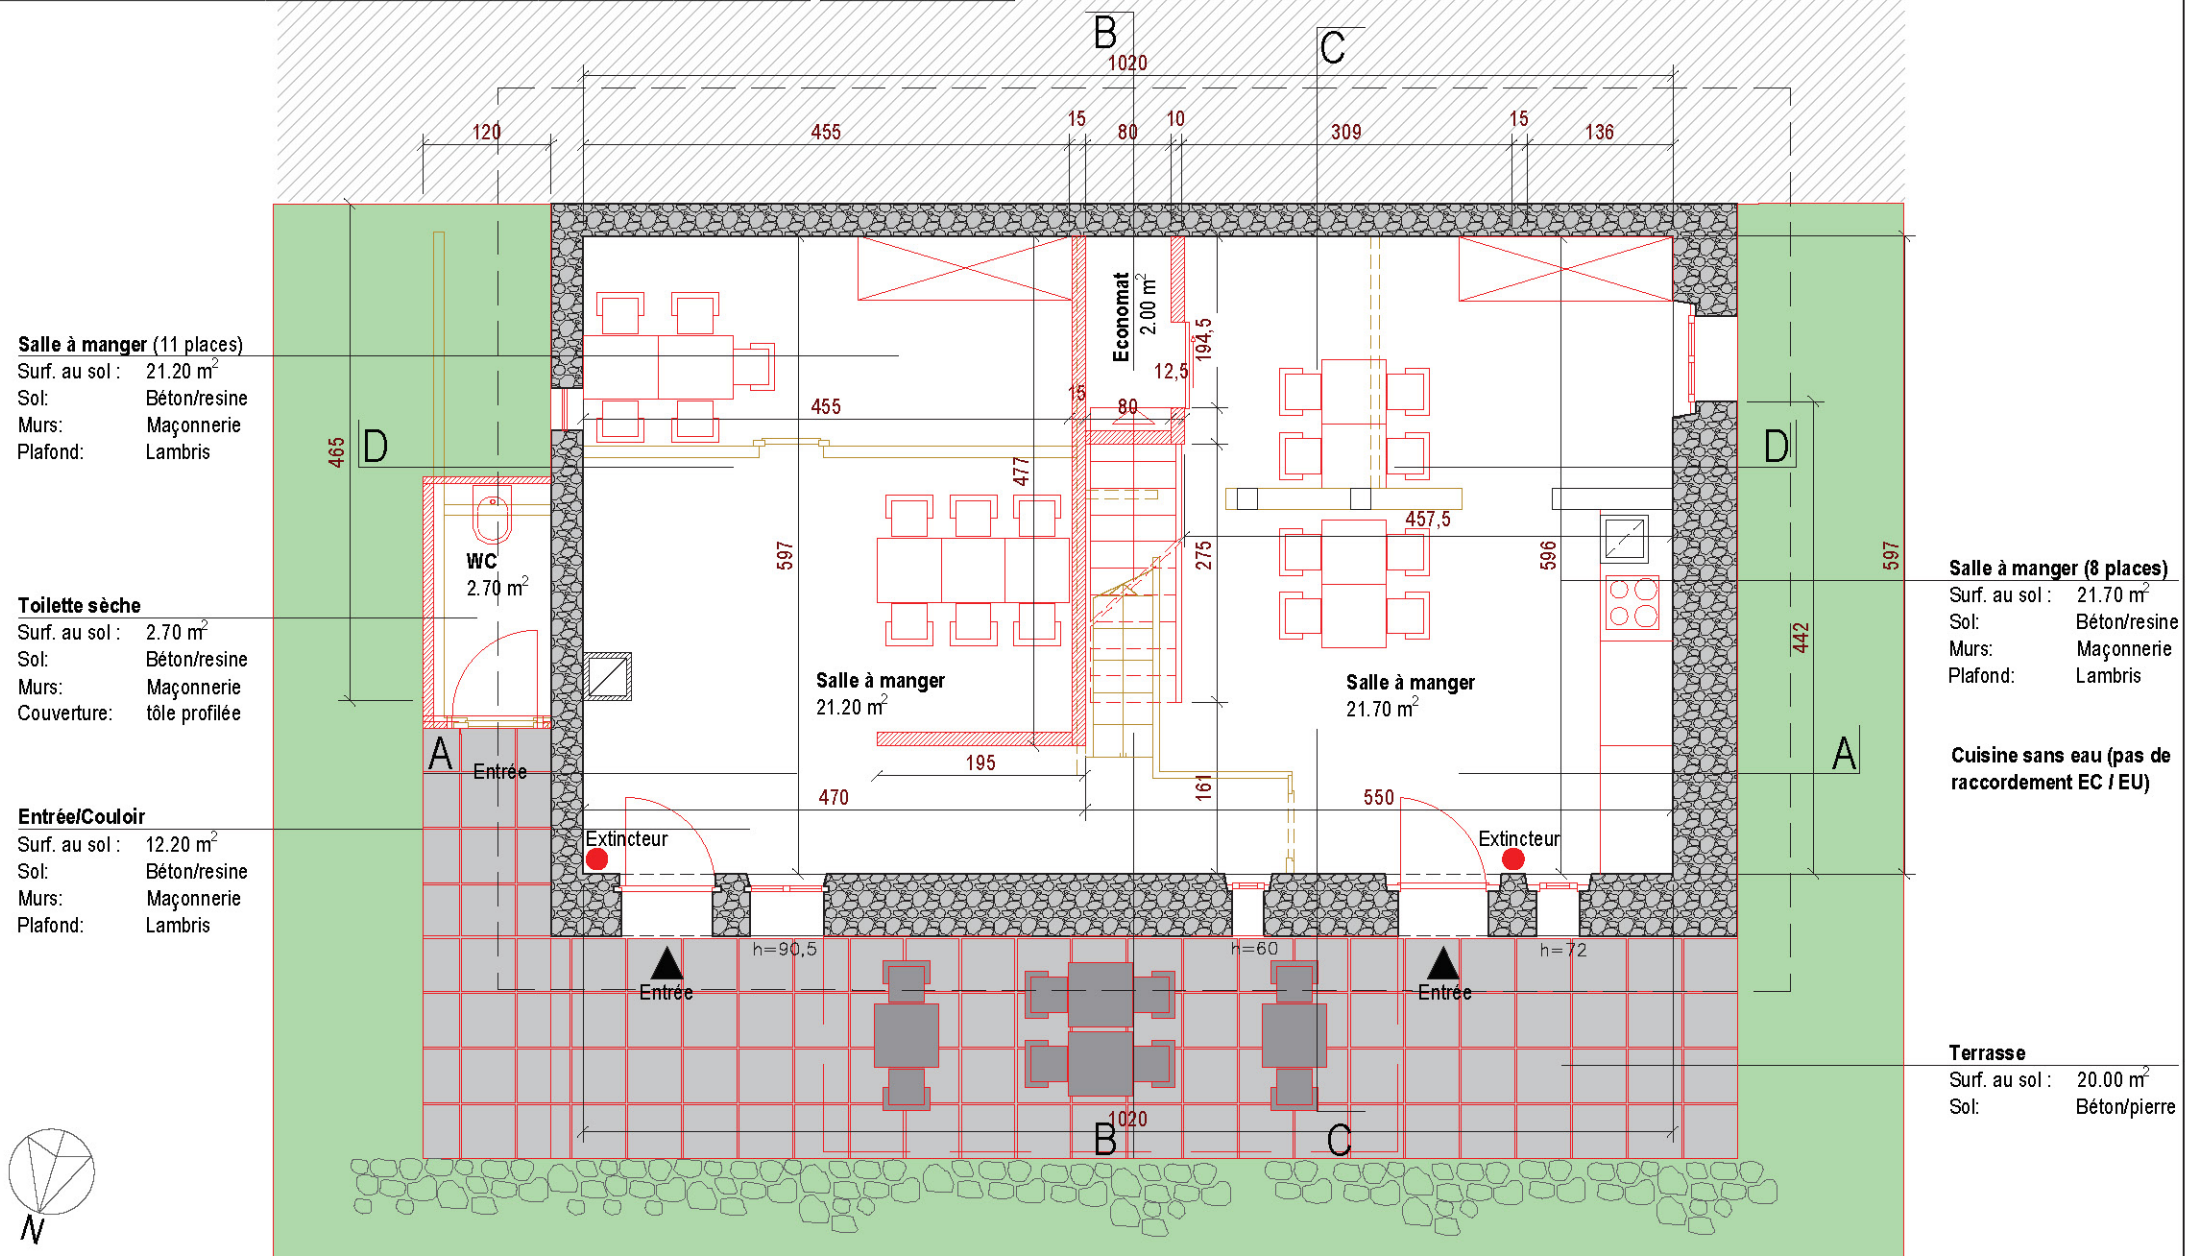 B
C
1020
120
455
15
80
10
309
15
136
Salle à manger (11 places)
Surf. au sol : 21.20 m²
Sol: Béton/resine
Murs: Maçonnerie
Plafond: Lambris
465
D
Economat
2.00 m²
194,5
12,5
455
15
80
D
477
597
275
457,5
596
597
442
WC
2.70 m²
Toilette sèche
Surf. au sol : 2.70 m²
Sol: Béton/resine
Murs: Maçonnerie
Couverture: tôle profilée
Salle à manger (8 places)
Surf. au sol : 21.70 m²
Sol: Béton/resine
Murs: Maçonnerie
Plafond: Lambris
Salle à manger
21.20 m²
Salle à manger
21.70 m²
A
Entrée
195
161
A
Cuisine sans eau (pas de
raccordement EC / EU)
470
550
Entrée/Couloir
Surf. au sol : 12.20 m²
Sol: Béton/resine
Murs: Maçonnerie
Plafond: Lambris
Extincteur
Extincteur
h=90,5
h=60
h=72
Entrée
Entrée
Terrasse
Surf. au sol : 20.00 m²
Sol: Béton/pierre
1020
B
C
N